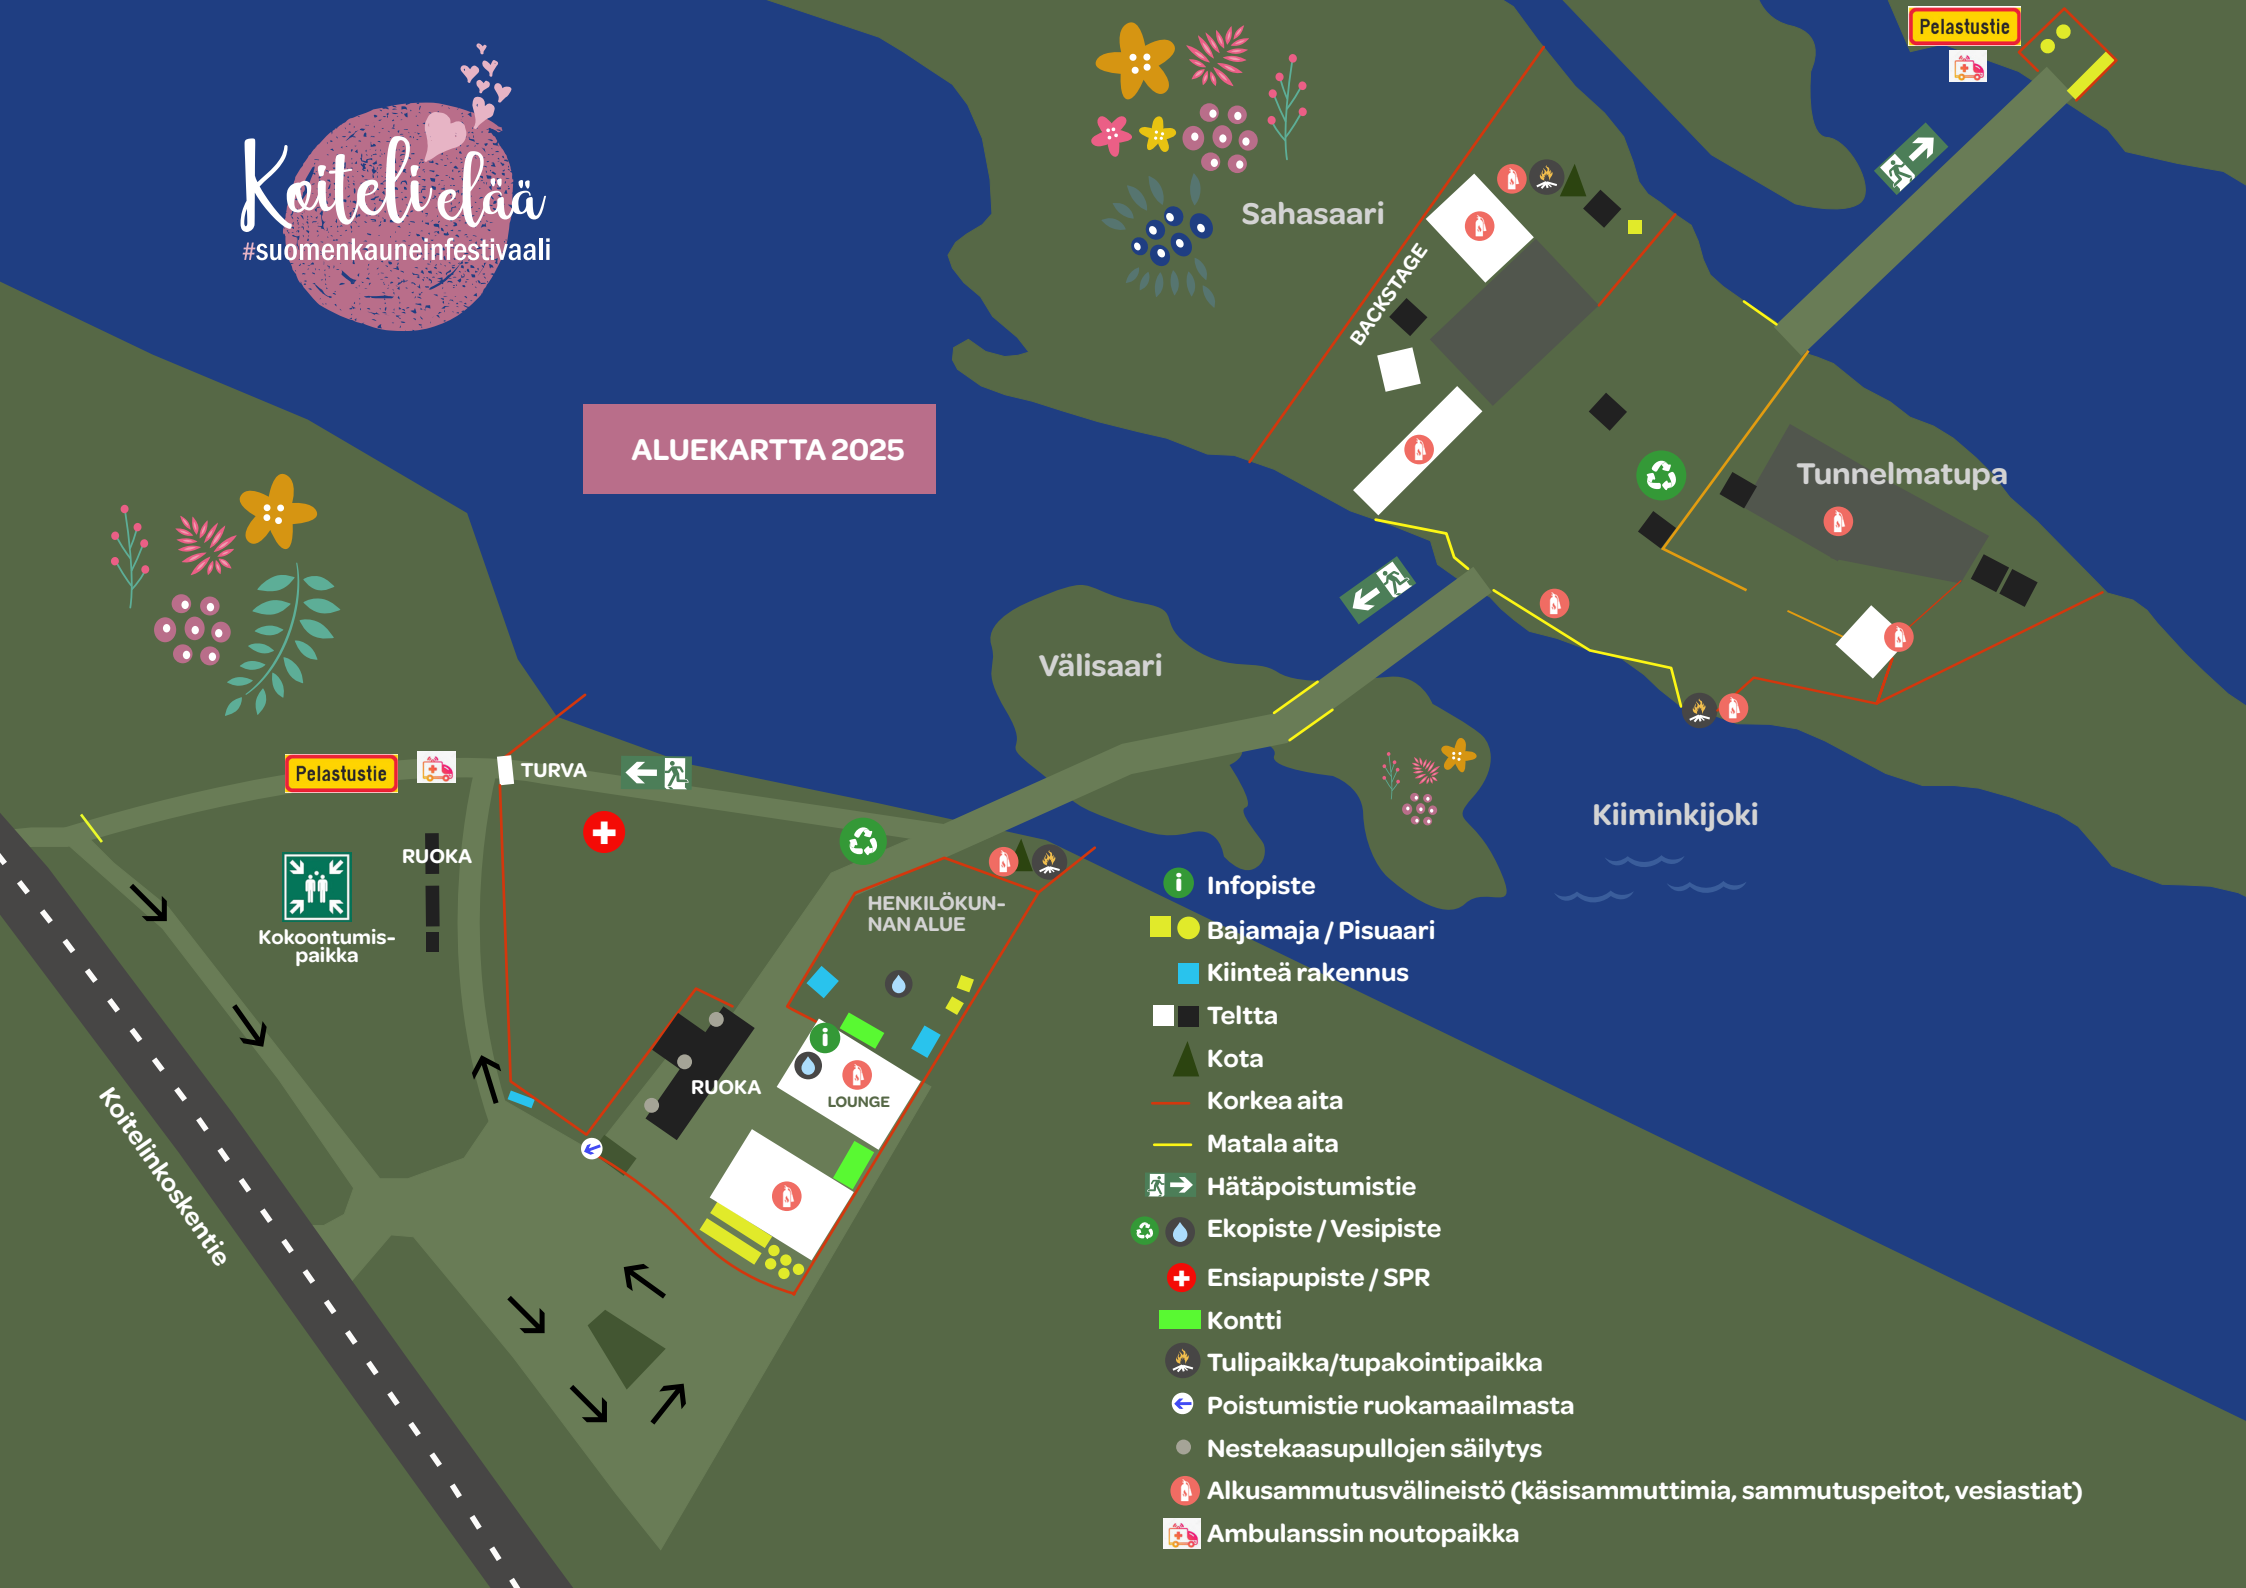 Koiteli elää
#suomenkauneinfestivaali
ALUEKARTTA 2025
Sahasaari
BACKSTAGE
Pelastustie
Tunnelmatupa
Välisaari
Kiiminkijoki
Pelastustie
TURVA
RUOKA
Kokoontumis-
paikka
HENKILÖKUN-
NAN ALUE
RUOKA
LOUNGE
Koitelinkoskentie
Infopiste
Bajamaja / Pisuaari
Kiinteä rakennus
Teltta
Kota
Korkea aita
Matala aita
Hätäpoistumistie
Ekopiste / Vesipiste
Ensiapupiste / SPR
Kontti
Tulipaikka/tupakointipaikka
Poistumistie ruokamaailmasta
Nestekaasupullojen säilytys
Alkusammutusvälineistö (käsisammuttimia, sammutuspeitot, vesiastiat)
Ambulanssin noutopaikka